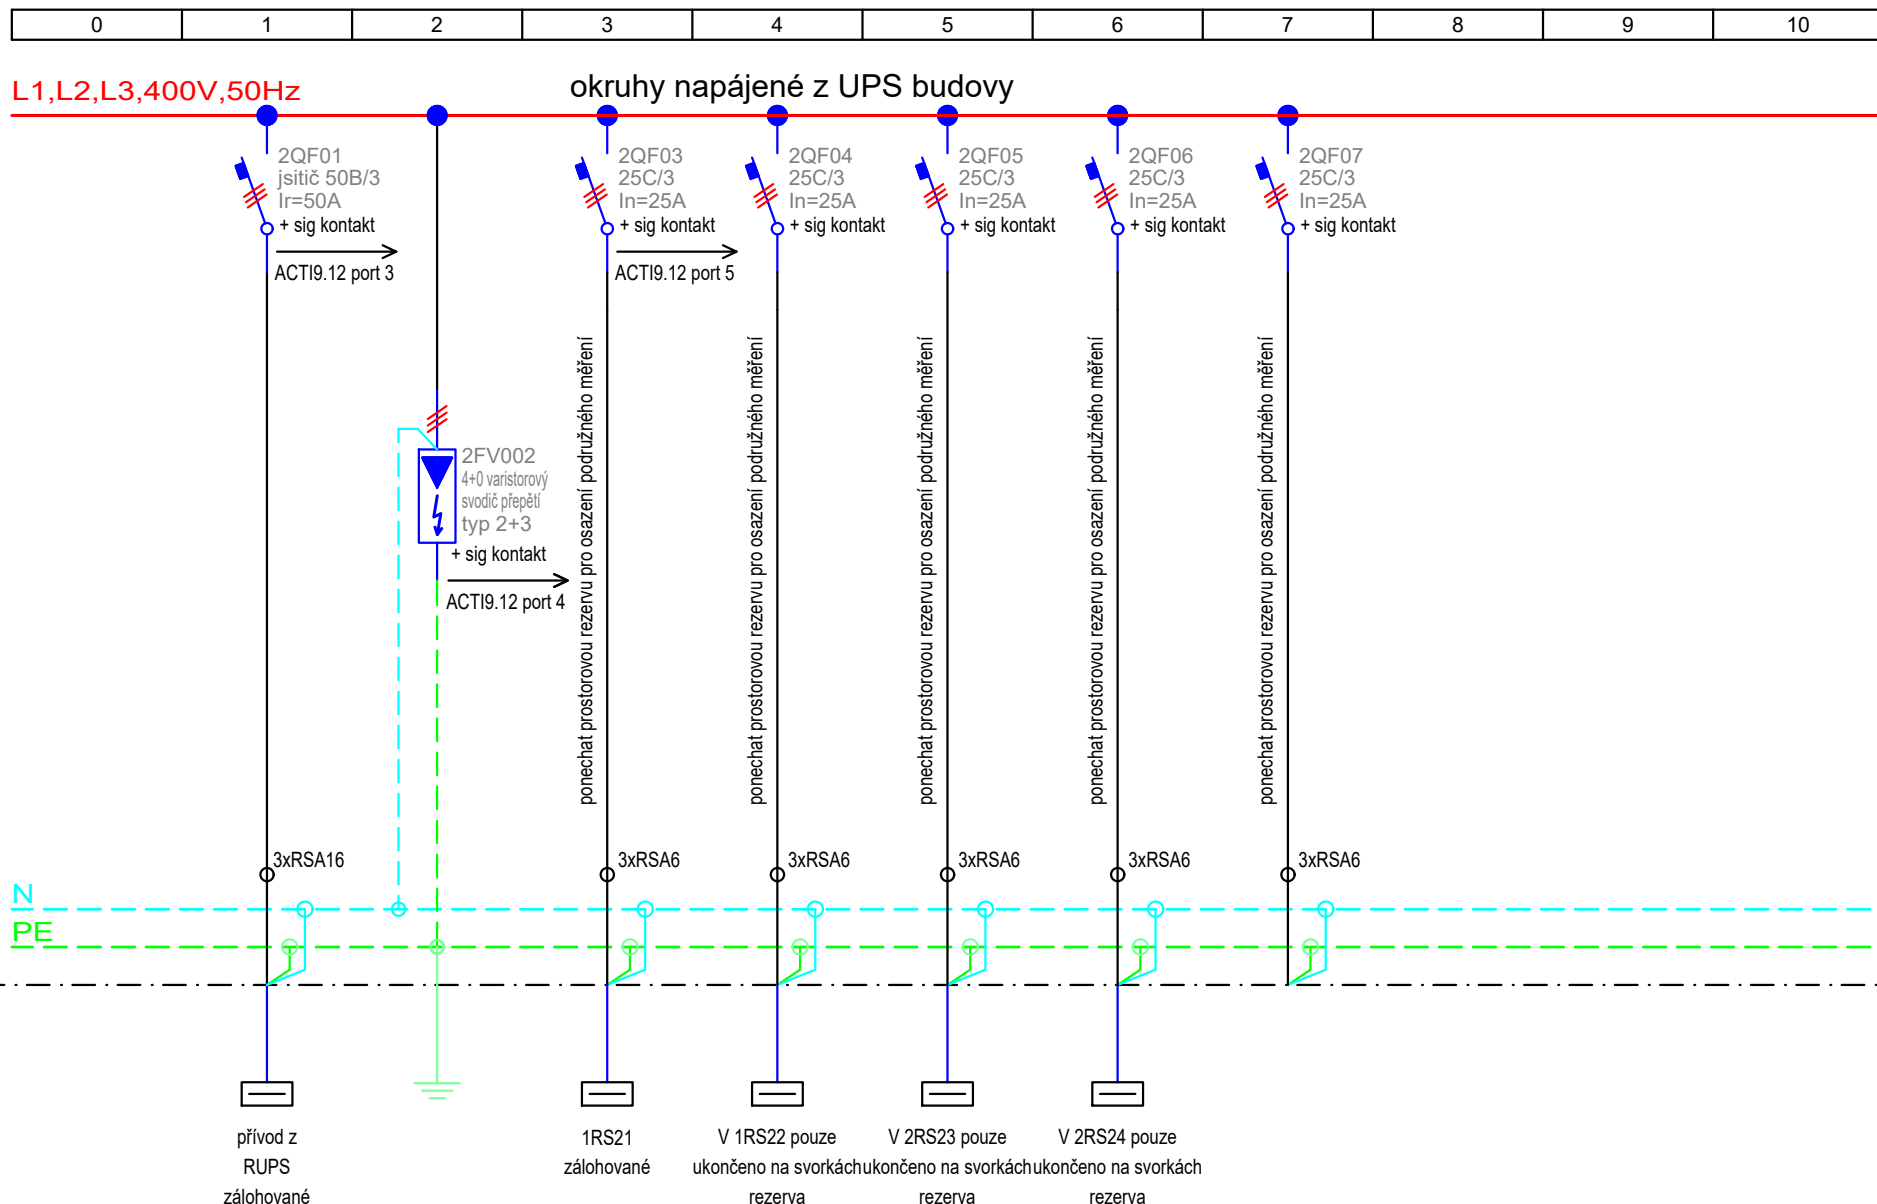 0 1 2 3 4 5 6 7 8 9 10
L1,L2,L3,400V,50Hz
okruhy napájené z UPS budovy
2QF01
jsitič 50B/3
Ir=50A
+ sig kontakt
ACTI9.12 port 3
2FV002
4+0 varistorový
svodič přepětí
typ 2+3
+ sig kontakt
ACTI9.12 port 4
2QF03
25C/3
In=25A
+ sig kontakt
ACTI9.12 port 5
2QF04
25C/3
In=25A
+ sig kontakt
2QF05
25C/3
In=25A
+ sig kontakt
2QF06
25C/3
In=25A
+ sig kontakt
2QF07
25C/3
In=25A
+ sig kontakt
ponechat prostorovou rezervu pro osazení podružného měření
ponechat prostorovou rezervu pro osazení podružného měření
ponechat prostorovou rezervu pro osazení podružného měření
ponechat prostorovou rezervu pro osazení podružného měření
ponechat prostorovou rezervu pro osazení podružného měření
3xRSA16
3xRSA6
3xRSA6
3xRSA6
3xRSA6
3xRSA6
N
PE
přívod z
RUPS
zálohované
1RS21
zálohované
V 1RS22 pouze
ukončeno na svorkách
rezerva
V 2RS23 pouze
ukončeno na svorkách
rezerva
V 2RS24 pouze
ukončeno na svorkách
rezerva